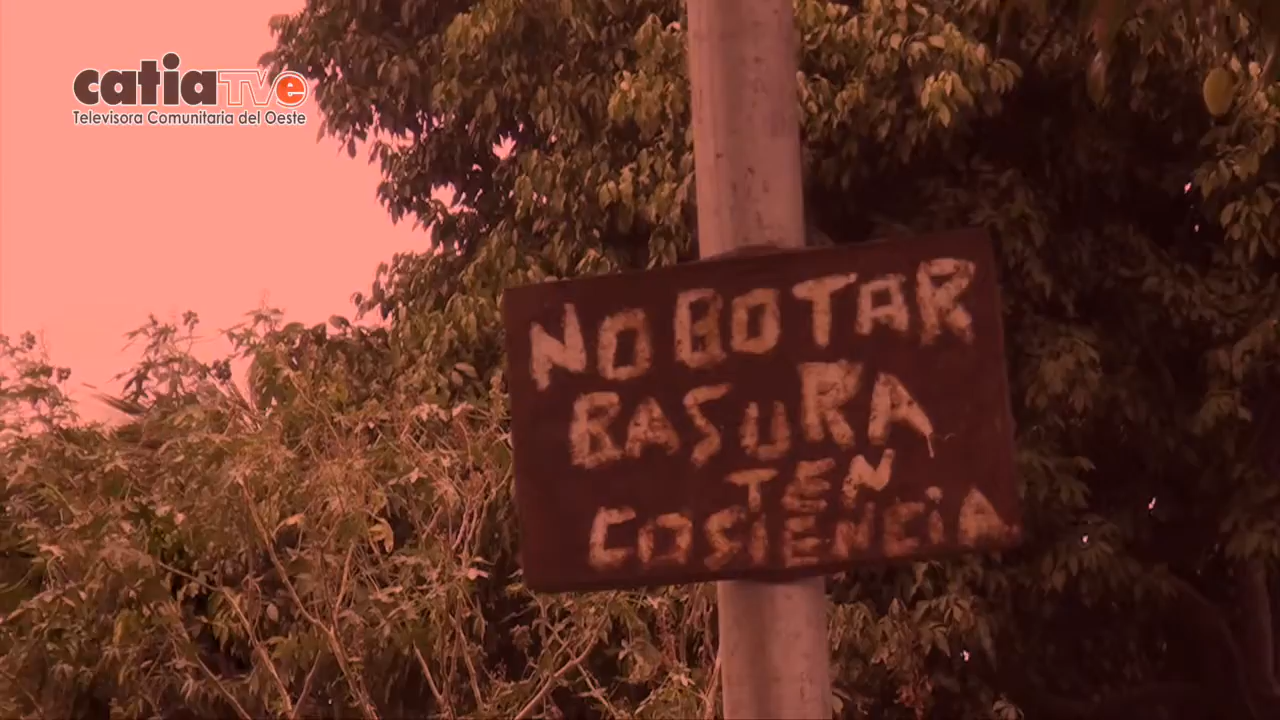 catiaTVe
Televisora Comunitaria del Oeste
NO BOTAR
BASURA
TEN
COSIENCiA